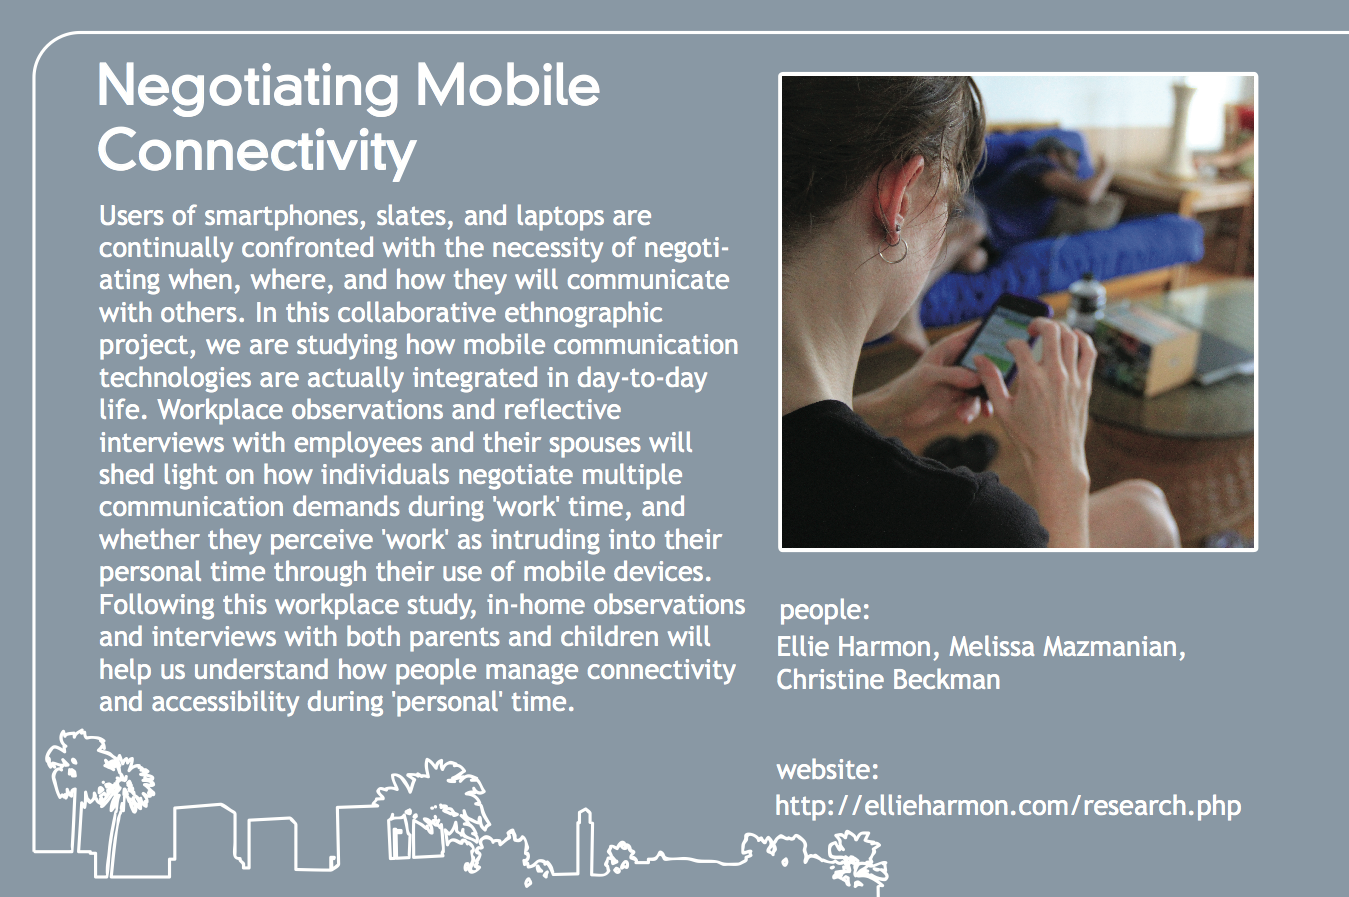 Negotiating Mobile
Connectivity
Users of smartphones, slates, and laptops are
continually confronted with the necessity of negoti-
ating when, where, and how they will communicate
with others. In this collaborative ethnographic
project, we are studying how mobile communication
technologies are actually integrated in day-to-day
life. Workplace observations and reflective
interviews with employees and their spouses will
shed light on how individuals negotiate multiple
communication demands during 'work' time, and
whether they perceive 'work' as intruding into their
personal time through their use of mobile devices.
Following this workplace study, in-home observations
and interviews with both parents and children will
help us understand how people manage connectivity
and accessibility during 'personal' time.
people:
Ellie Harmon, Melissa Mazmanian,
Christine Beckman
website:
http://ellieharmon.com/research.php